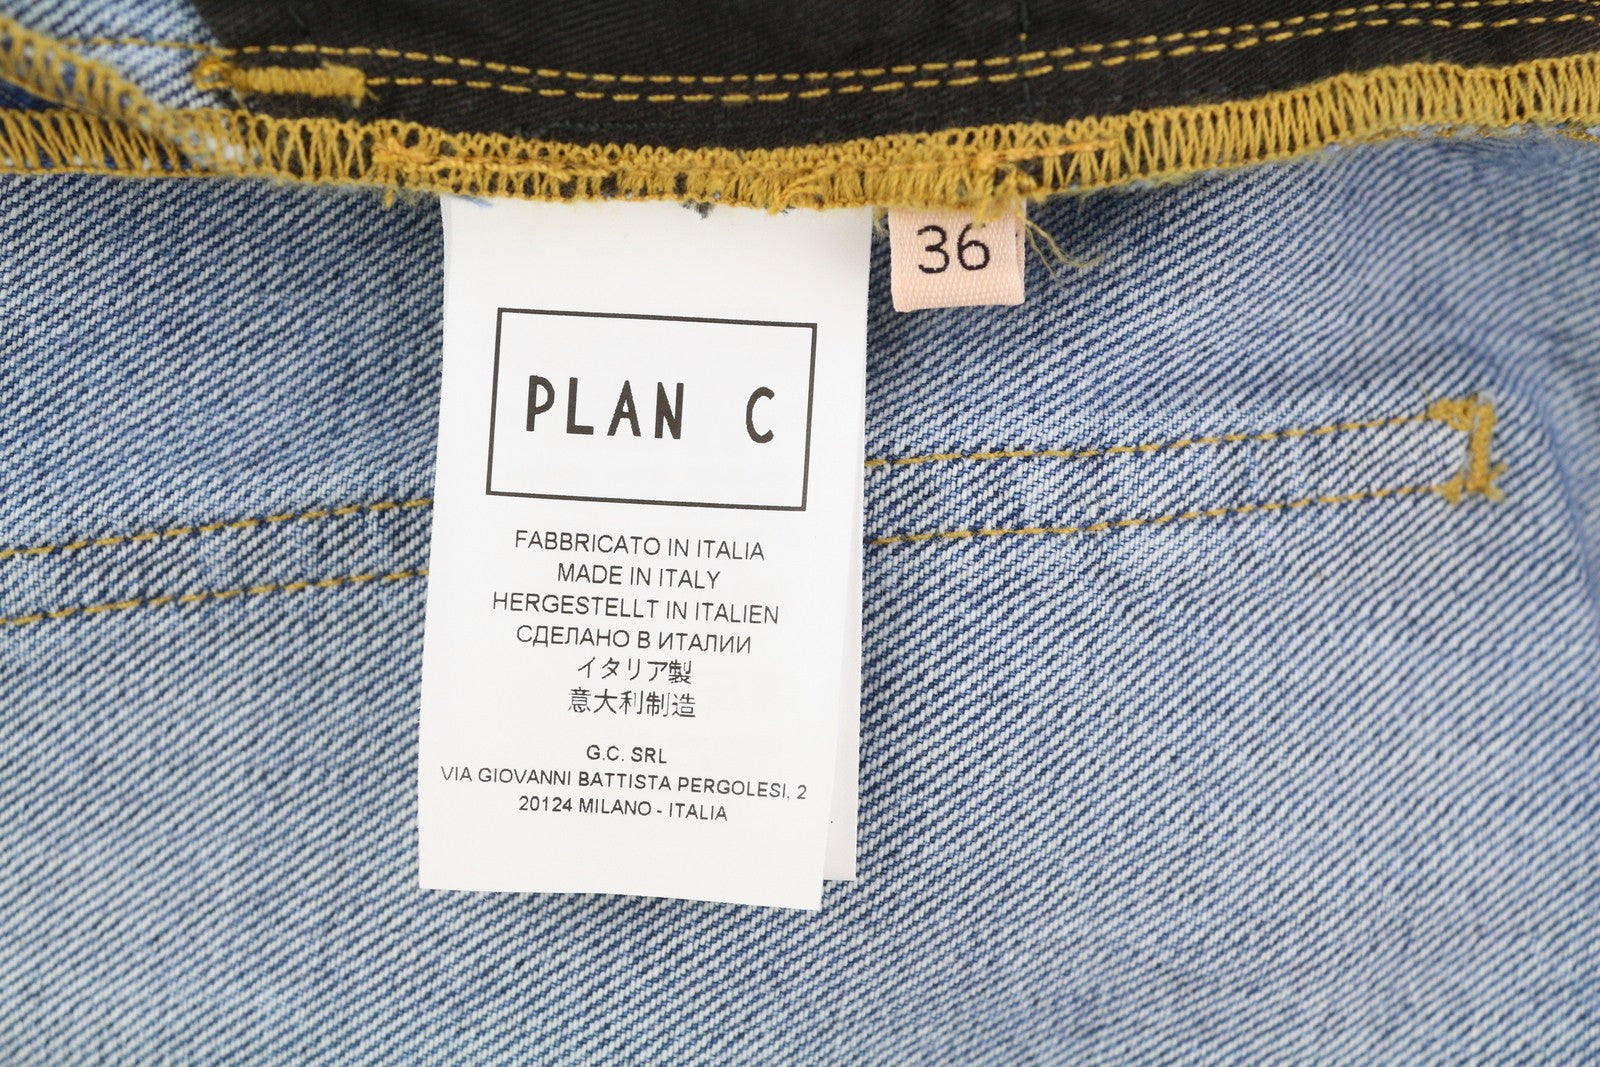 36
PLAN C
FABBRICATO IN ITALIA
MADE IN ITALY
HERGESTELLT IN ITALIEN
СДЕЛАНО В ИТАЛИИ
イタリア製
意大利制造
G.C. SRL
VIA GIOVANNI BATTISTA PERGOLESI, 2
20124 MILANO - ITALIA